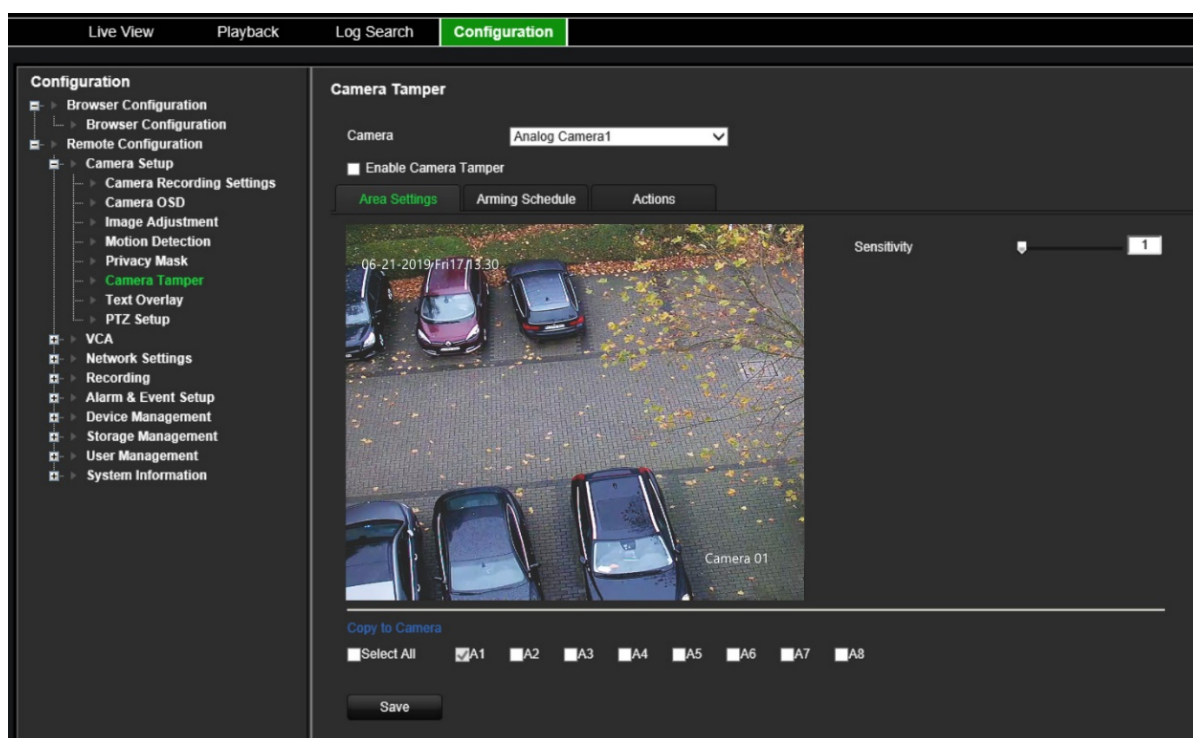 Live View Playback Log Search Configuration
Configuration
Browser Configuration
Browser Configuration
Remote Configuration
Camera Setup
Camera Recording Settings
Camera OSD
Image Adjustment
Motion Detection
Privacy Mask
Camera Tamper
Text Overlay
PTZ Setup
VCA
Network Settings
Recording
Alarm & Event Setup
Device Management
Storage Management
User Management
System Information
Camera Tamper
Camera Analog Camera1
Enable Camera Tamper
Area Settings Arming Schedule Actions
06-21-2019 Fri 17.13.30
Sensitivity 1
Camera 01
Copy to Camera
Select All A1 A2 A3 A4 A5 A6 A7 A8
Save